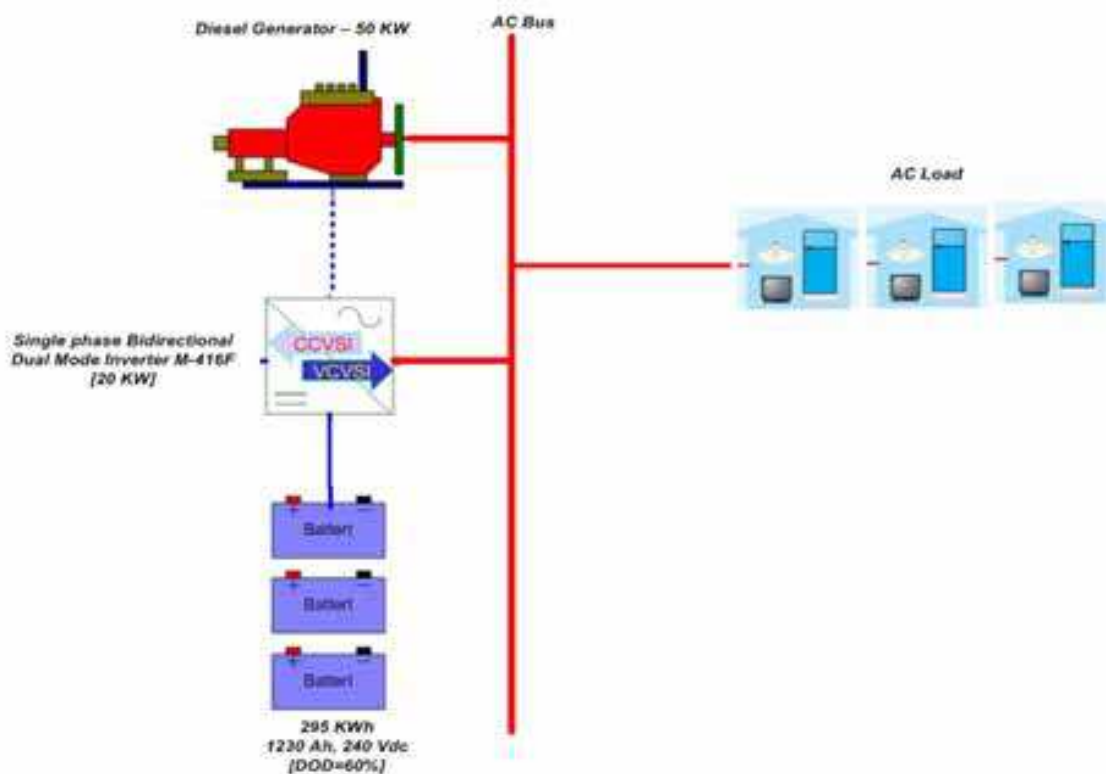 Diesel Generator – 50 KW
AC Bus
AC Load
Single phase Bidirectional
Dual Mode Inverter M-416F
[20 KW]
CCVSI
VCVSI
+ –
Batteri
+ –
Batteri
+ –
Batteri
295 KWh
1230 Ah, 240 Vdc
[DOD=60%]